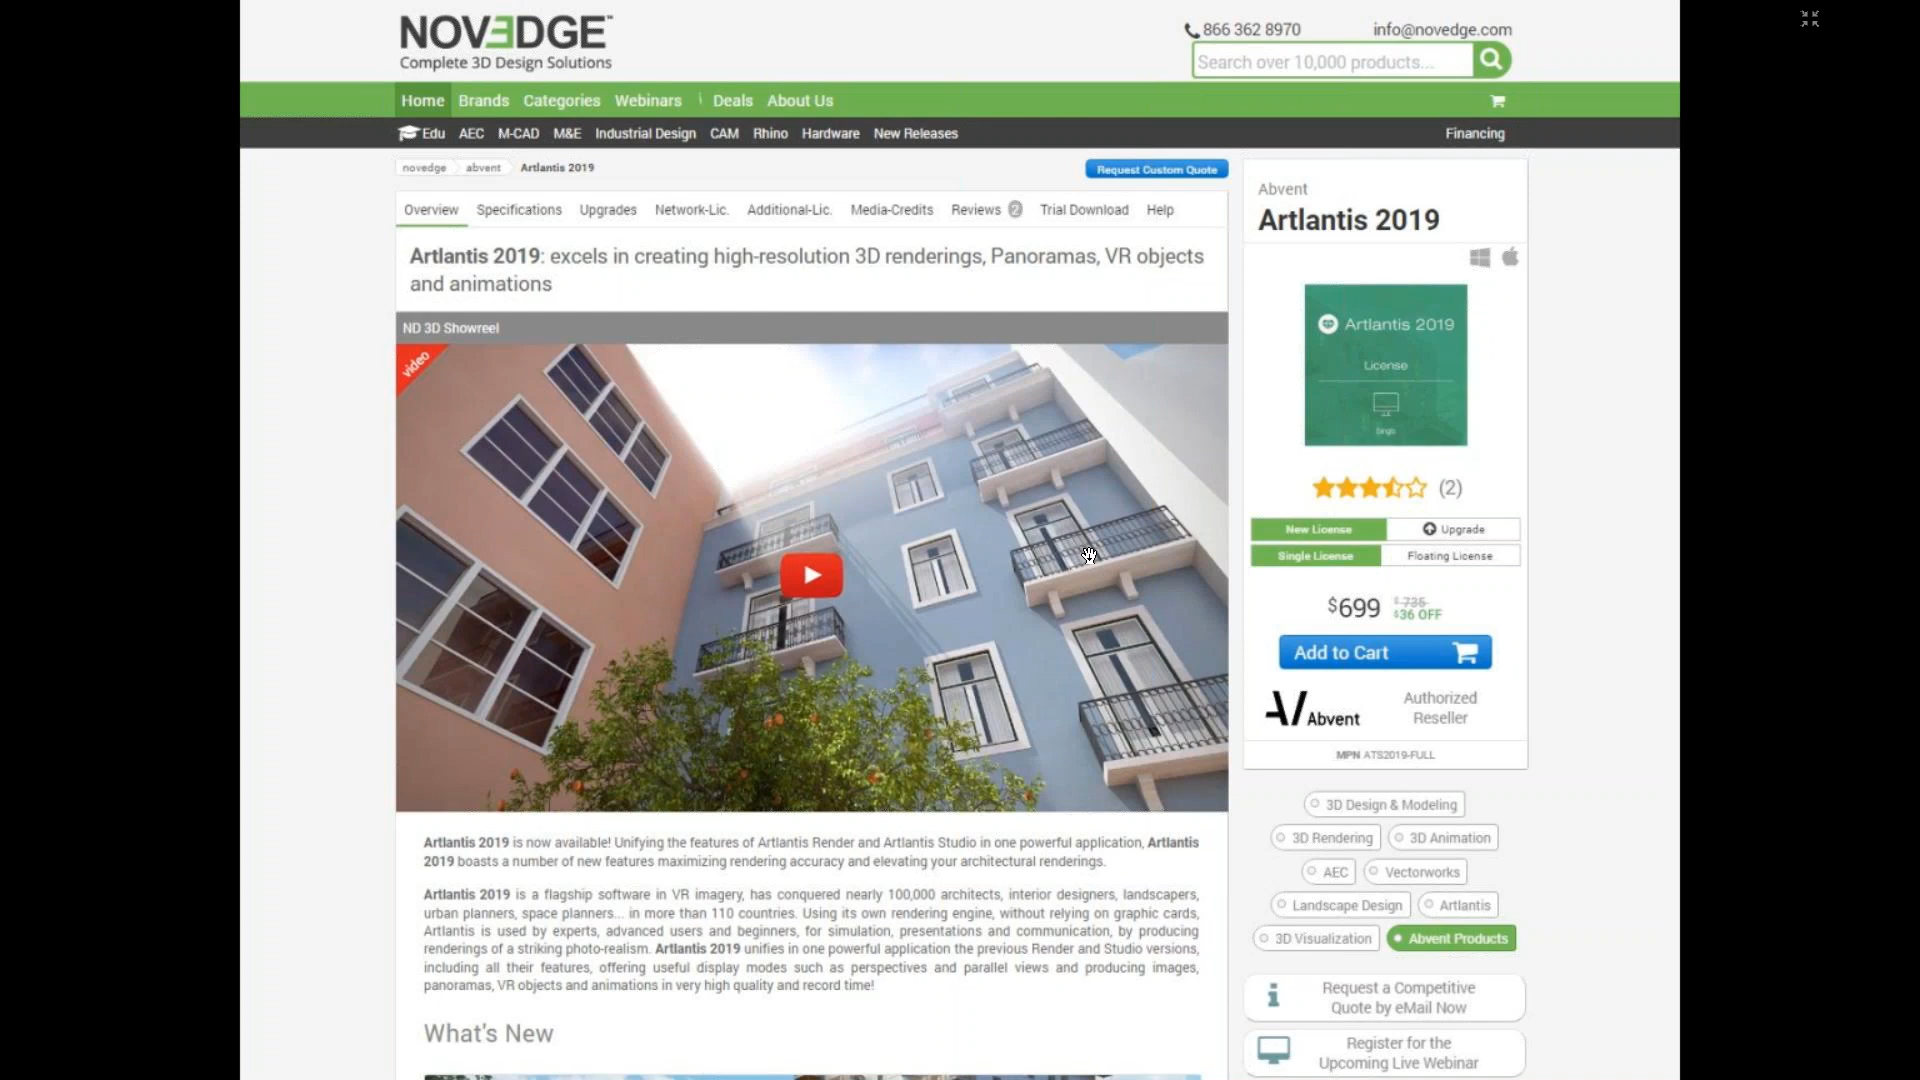 NOVEDGE™
Complete 3D Design Solutions
866 362 8970 info@novedge.com
Search over 10,000 products...
Home Brands Categories Webinars Deals About Us
Edu AEC M-CAD M&E Industrial Design CAM Rhino Hardware New Releases Financing
novedge abvent Artlantis 2019
Request Custom Quote
Overview Specifications Upgrades Network-Lic. Additional-Lic. Media-Credits Reviews 2 Trial Download Help
Artlantis 2019: excels in creating high-resolution 3D renderings, Panoramas, VR objects
and animations
ND 3D Showreel
video
Artlantis 2019 is now available! Unifying the features of Artlantis Render and Artlantis Studio in one powerful application, Artlantis
2019 boasts a number of new features maximizing rendering accuracy and elevating your architectural renderings.
Artlantis 2019 is a flagship software in VR imagery, has conquered nearly 100,000 architects, interior designers, landscapers,
urban planners, space planners... in more than 110 countries. Using its own rendering engine, without relying on graphic cards,
Artlantis is used by experts, advanced users and beginners, for simulation, presentations and communication, by producing
renderings of a striking photo-realism. Artlantis 2019 unifies in one powerful application the previous Render and Studio versions,
including all their features, offering useful display modes such as perspectives and parallel views and producing images,
panoramas, VR objects and animations in very high quality and record time!
What's New
Abvent
Artlantis 2019
Artlantis 2019
License
(2)
New License Upgrade
Single License Floating License
$699 $735
$36 OFF
Add to Cart
Abvent
Authorized
Reseller
MPN ATS2019-FULL
3D Design & Modeling
3D Rendering 3D Animation
AEC Vectorworks
Landscape Design Artlantis
3D Visualization Abvent Products
Request a Competitive
Quote by eMail Now
Register for the
Upcoming Live Webinar